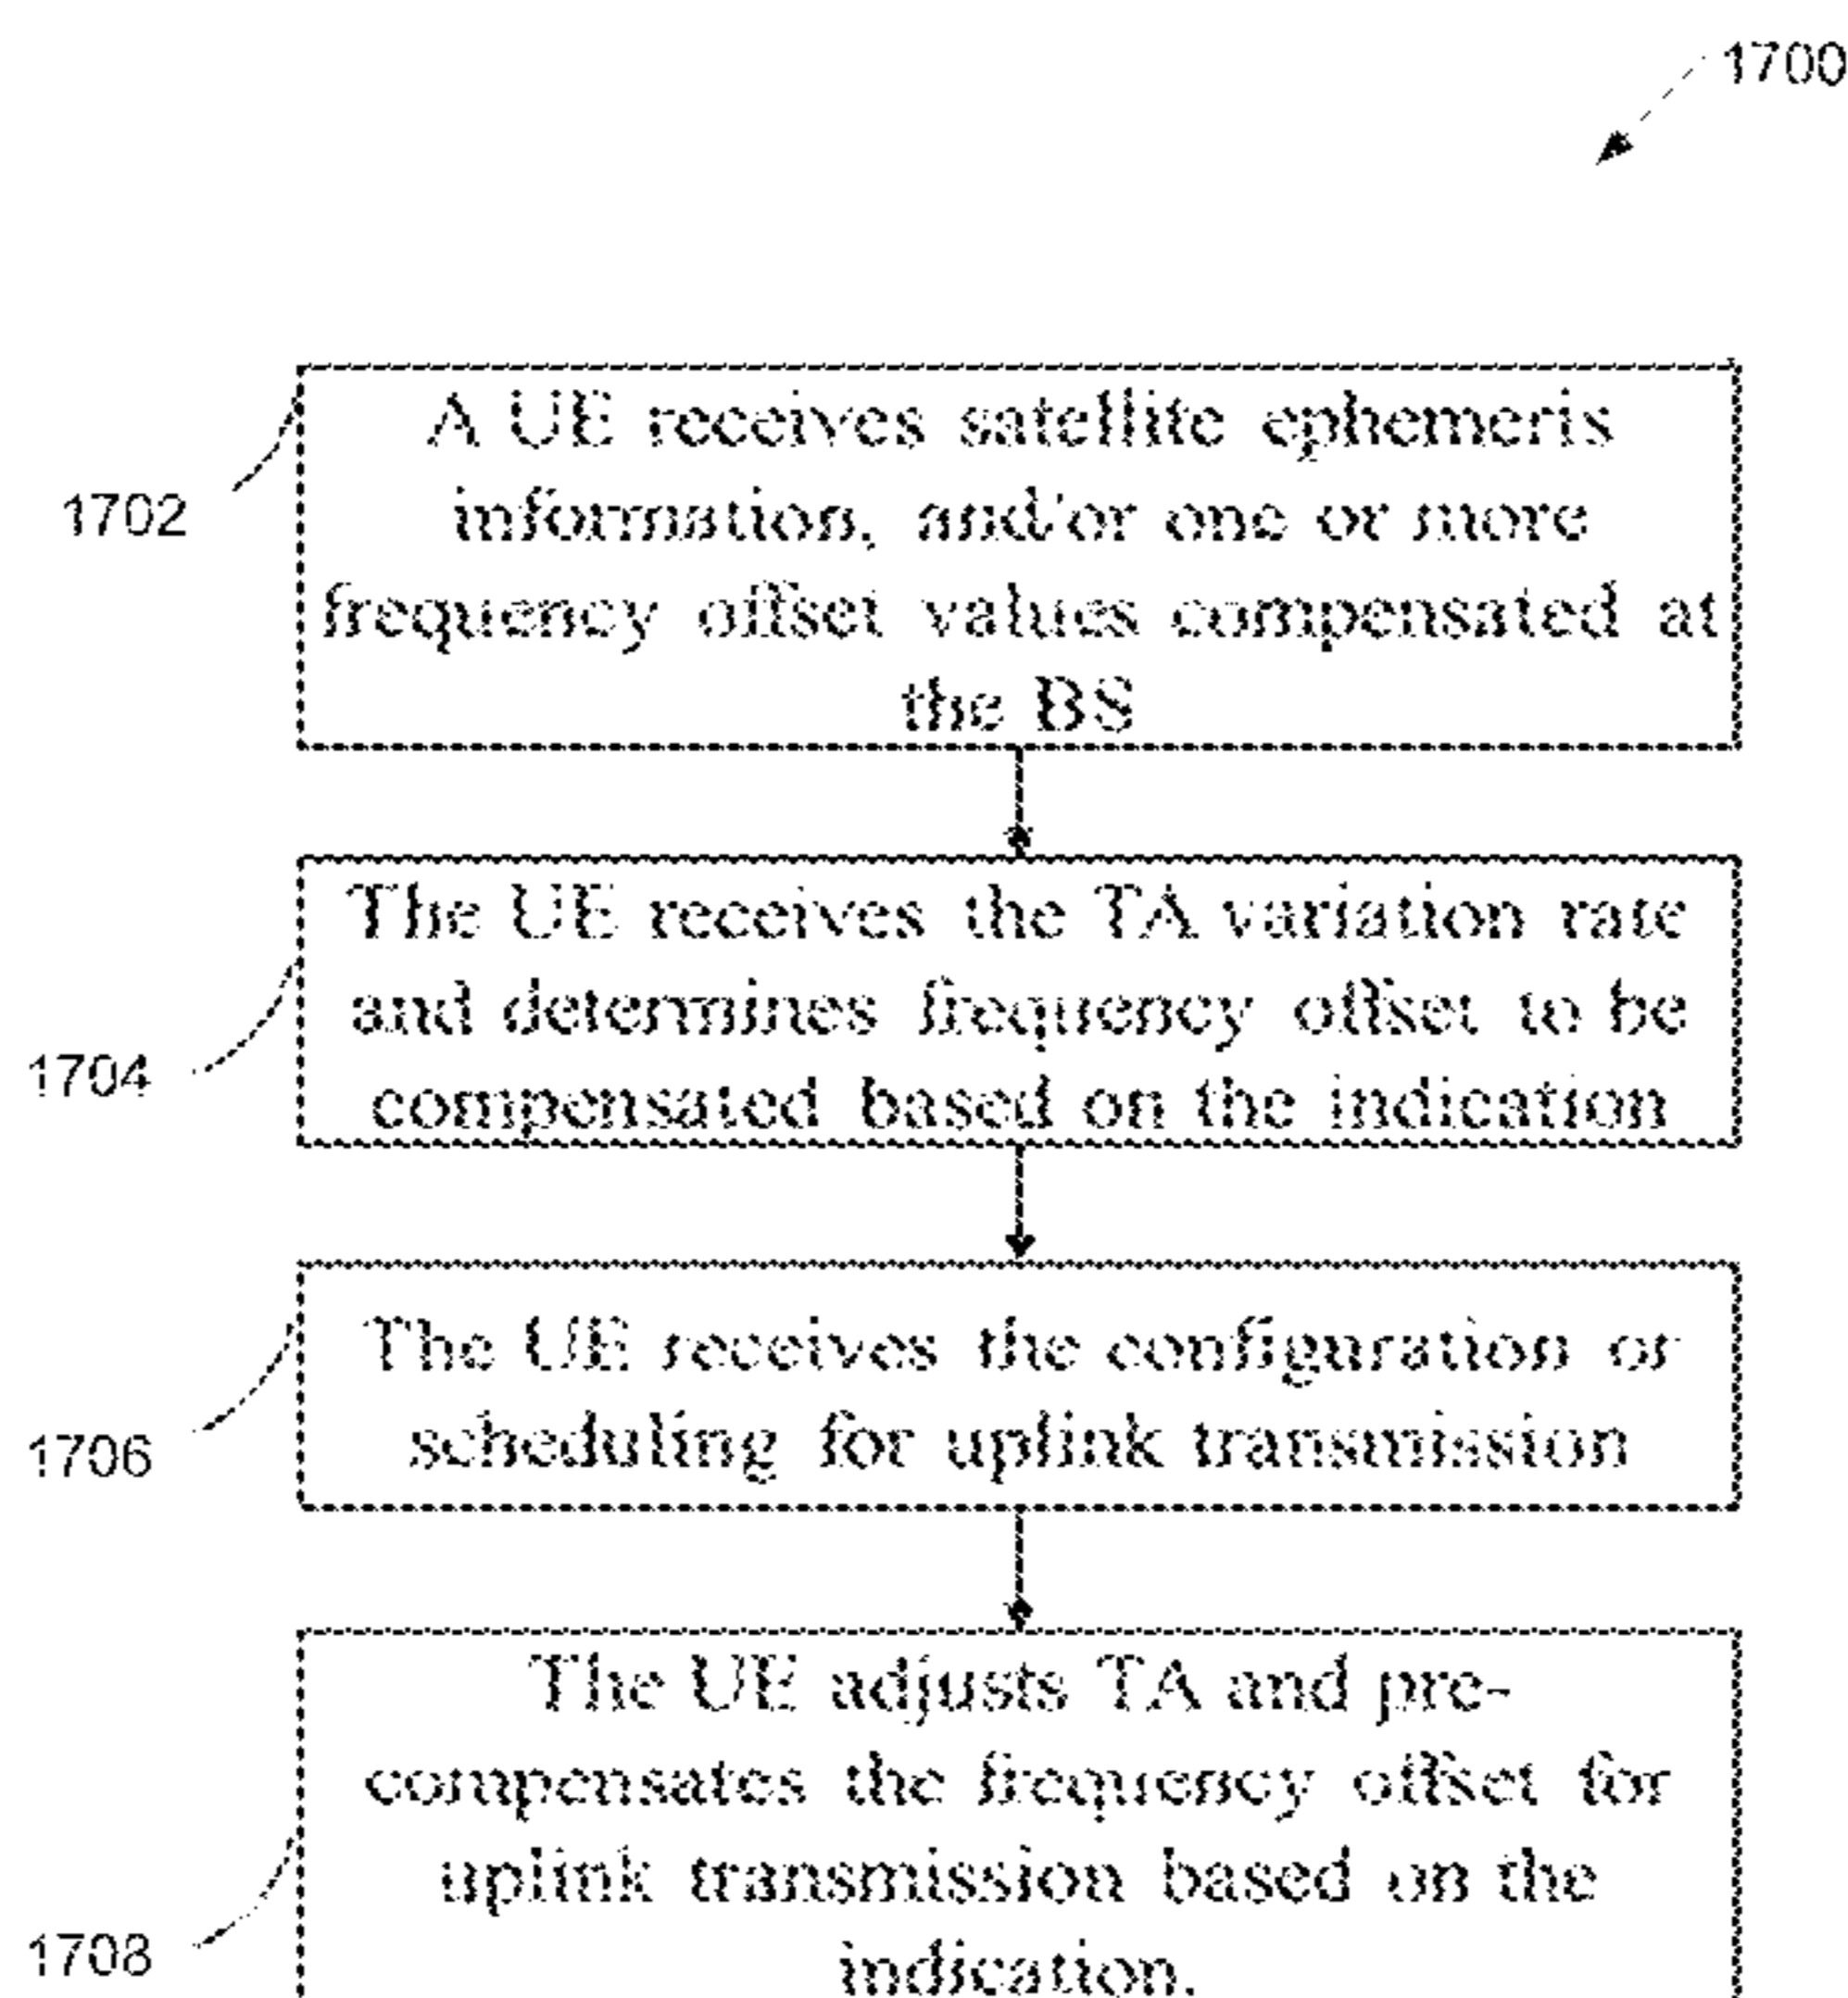 1700
A UE receives satellite ephemeris
1702
information, and/or one or more
frequency offset values compensated at
the BS
The UE receives the TA variation rate
and determines frequency offset to be
1704
compensated based on the indication
The UE receives the configuration or
1706
scheduling for uplink transmission
The UE adjusts TA and pre-
compensates the frequency offset for
uplink transmission based on the
1708
indication.